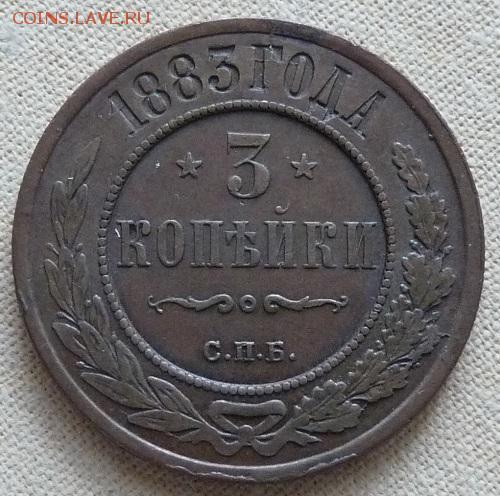 COINS.LAVE.RU
1883 ГОДА
3
КОПѢЙКИ
С.П.Б.